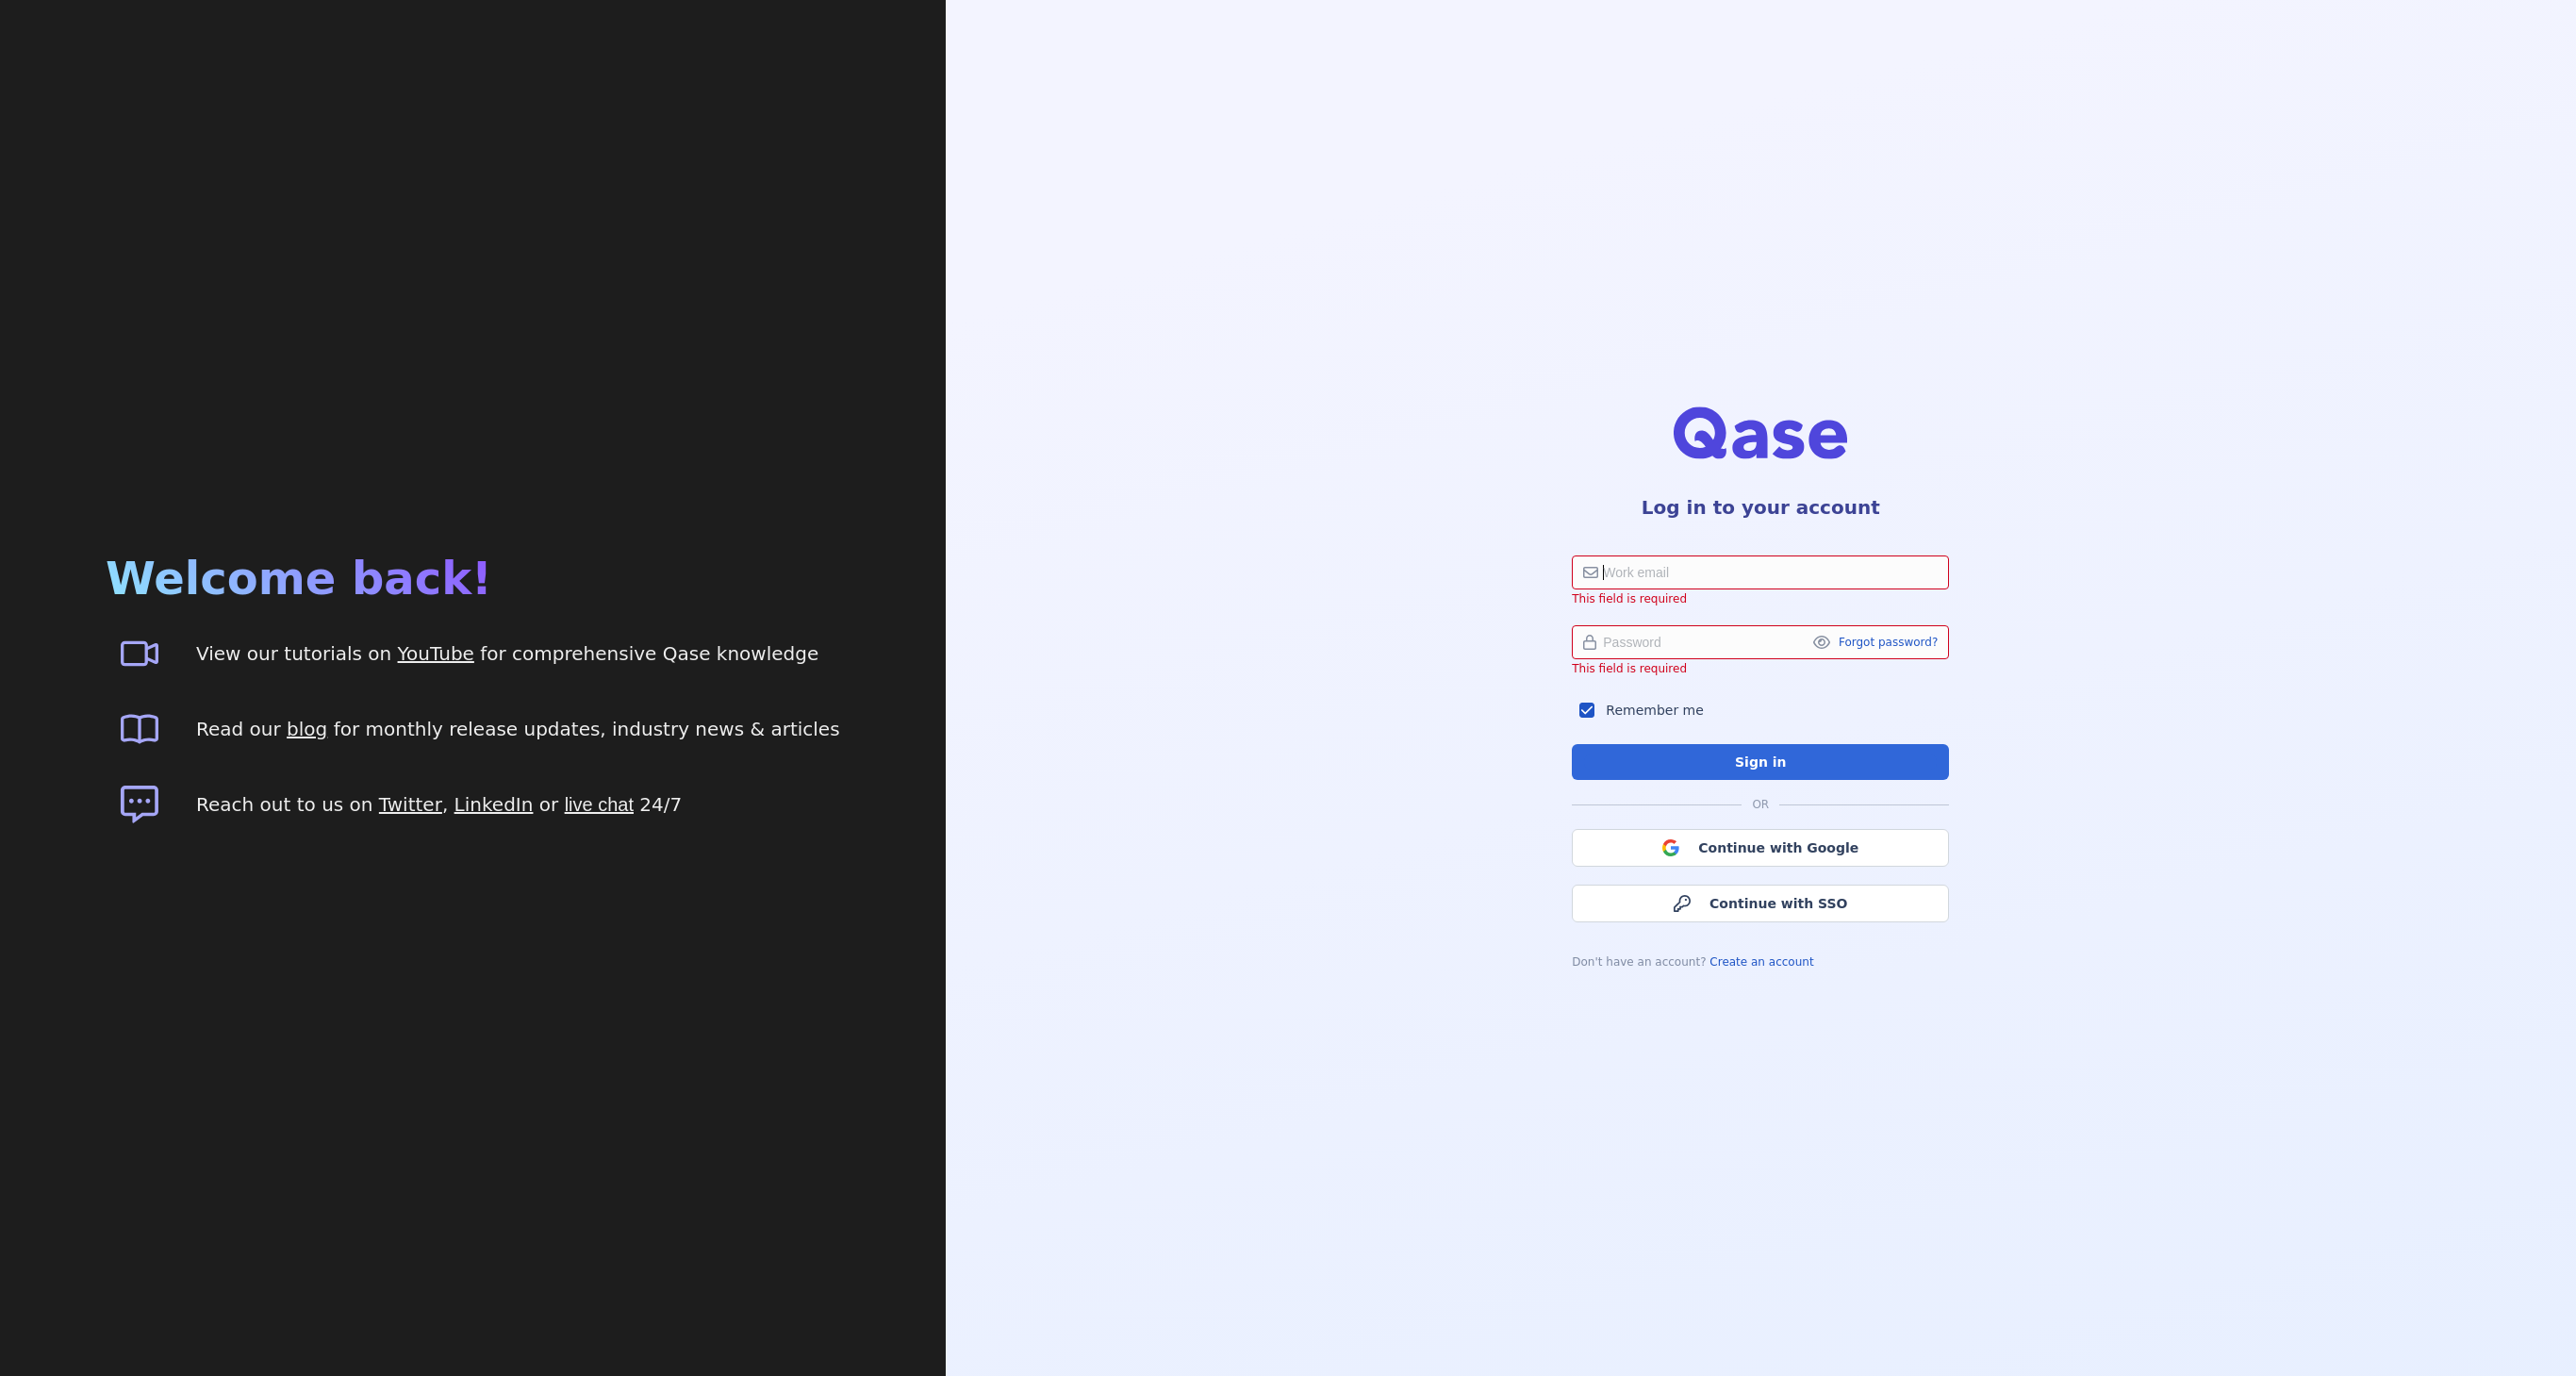 Welcome back!
View our tutorials on YouTube for comprehensive Qase knowledge
Read our blog for monthly release updates, industry news & articles
Reach out to us on Twitter, LinkedIn or live chat 24/7
Qase
Log in to your account
Work email
This field is required
Password Forgot password?
This field is required
Remember me
Sign in
OR
Continue with Google
Continue with SSO
Don't have an account? Create an account